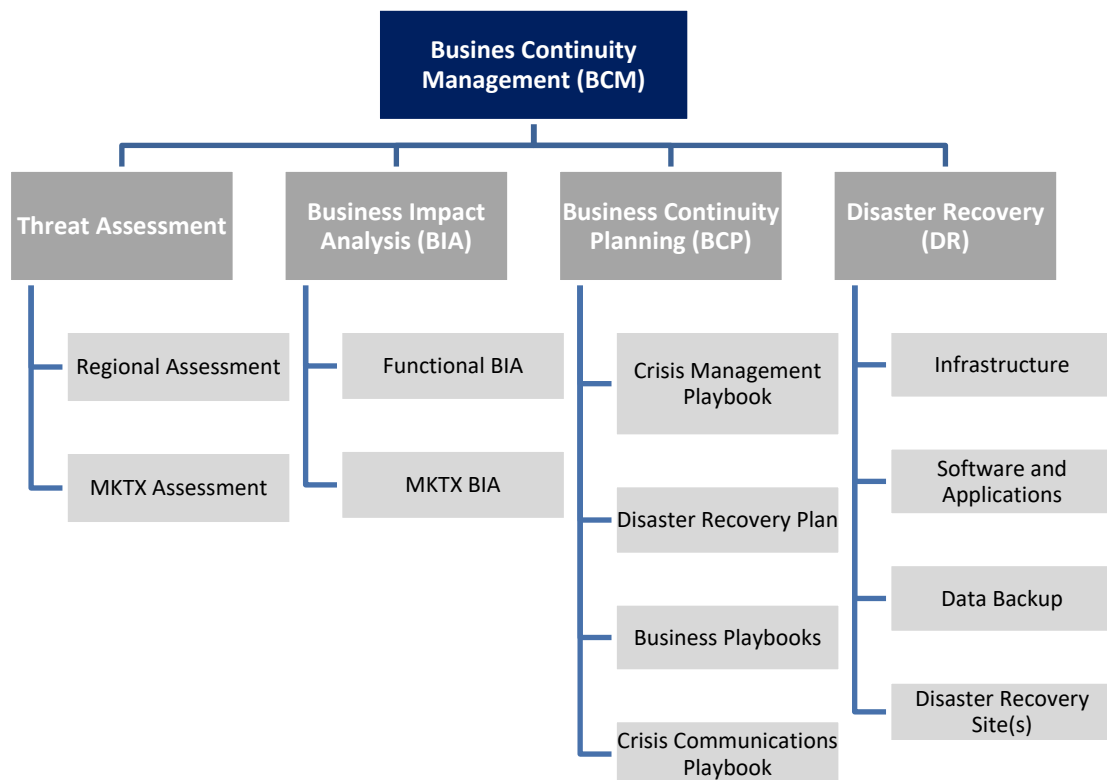 Busines Continuity
Management (BCM)
Threat Assessment
Business Impact
Analysis (BIA)
Business Continuity
Planning (BCP)
Disaster Recovery
(DR)
Regional Assessment
MKTX Assessment
Functional BIA
MKTX BIA
Crisis Management
Playbook
Disaster Recovery Plan
Business Playbooks
Crisis Communications
Playbook
Infrastructure
Software and
Applications
Data Backup
Disaster Recovery
Site(s)